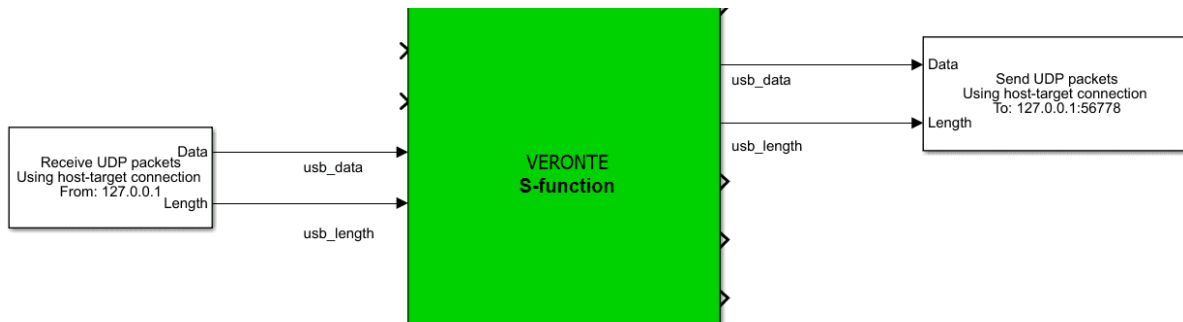 Data
Receive UDP packets
Using host-target connection
From: 127.0.0.1
Length
usb_data
usb_length
VERONTE
S-function
usb_data
usb_length
Data
Send UDP packets
Using host-target connection
To: 127.0.0.1:56778
Length